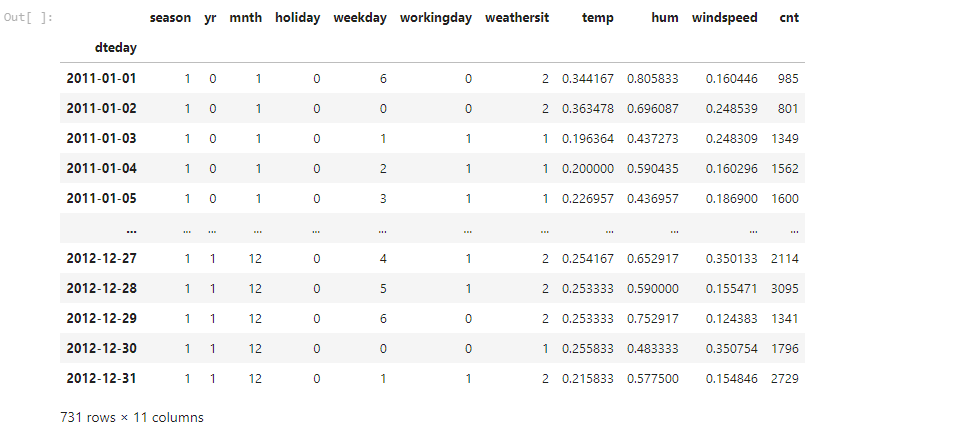 Out[ ]:
season yr mnth holiday weekday workingday weathersit temp hum windspeed cnt
dteday
2011-01-01 1 0 1 0 6 0 2 0.344167 0.805833 0.160446 985
2011-01-02 1 0 1 0 0 0 2 0.363478 0.696087 0.248539 801
2011-01-03 1 0 1 0 1 1 1 0.196364 0.437273 0.248309 1349
2011-01-04 1 0 1 0 2 1 1 0.200000 0.590435 0.160296 1562
2011-01-05 1 0 1 0 3 1 1 0.226957 0.436957 0.186900 1600
... ... ... ... ... ... ... ... ... ... ... ...
2012-12-27 1 1 12 0 4 1 2 0.254167 0.652917 0.350133 2114
2012-12-28 1 1 12 0 5 1 2 0.253333 0.590000 0.155471 3095
2012-12-29 1 1 12 0 6 0 2 0.253333 0.752917 0.124383 1341
2012-12-30 1 1 12 0 0 0 1 0.255833 0.483333 0.350754 1796
2012-12-31 1 1 12 0 1 1 2 0.215833 0.577500 0.154846 2729
731 rows × 11 columns